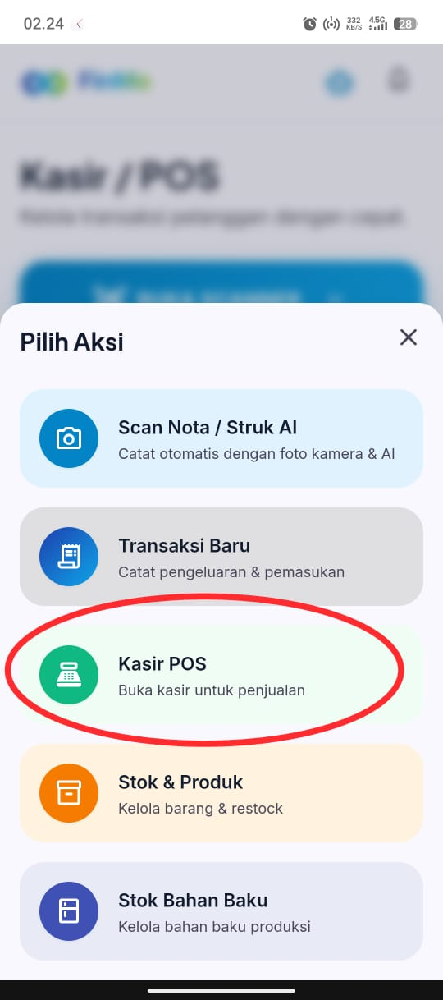 02.24
332
KB/S
4.5G
28
Kasir / POS
Kelola transaksi pelanggan dengan cepat.
Pilih Aksi
Scan Nota / Struk AI
Catat otomatis dengan foto kamera & AI
Transaksi Baru
Catat pengeluaran & pemasukan
Kasir POS
Buka kasir untuk penjualan
Stok & Produk
Kelola barang & restock
Stok Bahan Baku
Kelola bahan baku produksi